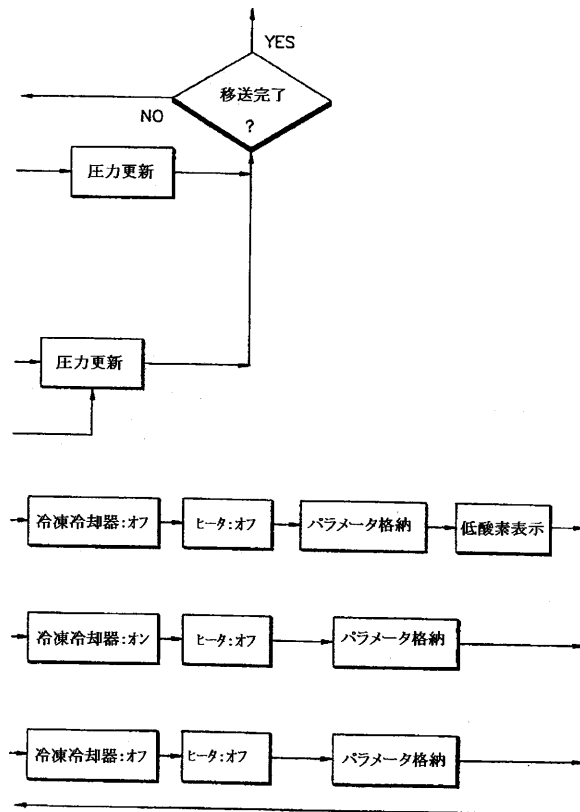 YES
移送完了
?
NO
圧力更新
圧力更新
冷凍冷却器:オフ
ヒータ:オフ
パラメータ格納
低酸素表示
冷凍冷却器:オン
ヒータ:オフ
パラメータ格納
冷凍冷却器:オフ
ヒータ:オフ
パラメータ格納